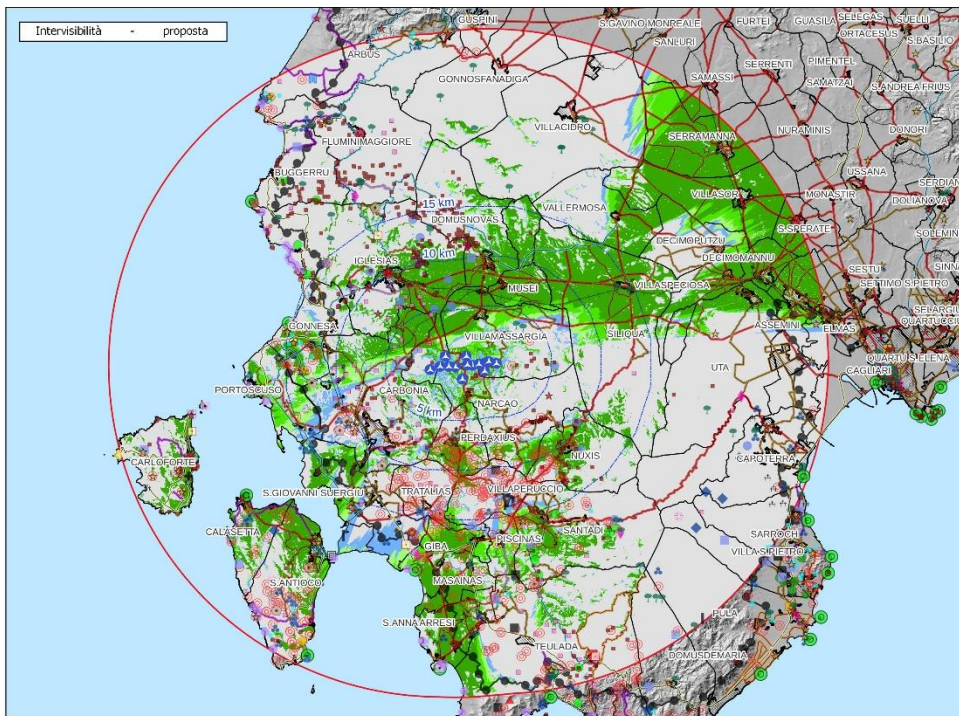 Intervisibilità - proposta
GUSPINI
S.GAVINO MONREALE
FURTEI
GUASILA
SELEGAS
SUELLI
ORTACESUS
S.BASILIO
ARBUS
SANLURI
GONNOSFANADIGA
SERRENTI
PIMENTEL
SAMASSI
SAMATZAI
S.ANDREA FRIUS
VILLACIDRO
NURAMINIS
DONORI
FLUMINIMAGGIORE
SERRAMANNA
BUGGERRU
USSANA
SERDIANA
VILLASOR
MONASTIR
DOLIANOVA
15 km
VALLERMOSA
DOMUSNOVAS
S.SPERATE
DECIMOPUTZU
10 km
IGLESIAS
DECIMOMANNU
SESTU
MUSEI
VILLASPECIOSA
SETTIMO S.PIETRO
GONNESA
ASSEMINI
ELMAS
VILLAMASSARGIA
SILIQUA
QUARTU S.ELENA
UTA
CAGLIARI
PORTOSCUSO
CARBONIA
NARCAO
5 km
PERDAXIUS
NUXIS
CAPOTERRA
CARLOFORTE
S.GIOVANNI SUERGIU
TRATALIAS
VILLAPERUCCIO
CALASETTA
SANTADI
SARROCH
GIBA
PISCINAS
VILLA S.PIETRO
S.ANTIOCO
MASAINAS
PULA
S.ANNA ARRESI
TEULADA
DOMUSDEMARIA